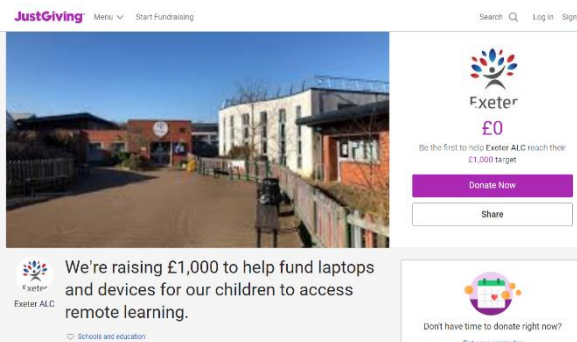 JustGiving™ Menu Start Fundraising Search Log in Sign
Exeter
£0
Be the first to help Exeter ALC reach their
£1,000 target
Donate Now
Share
Exeter
Exeter ALC
We're raising £1,000 to help fund laptops
and devices for our children to access
remote learning.
Schools and education
Don't have time to donate right now?